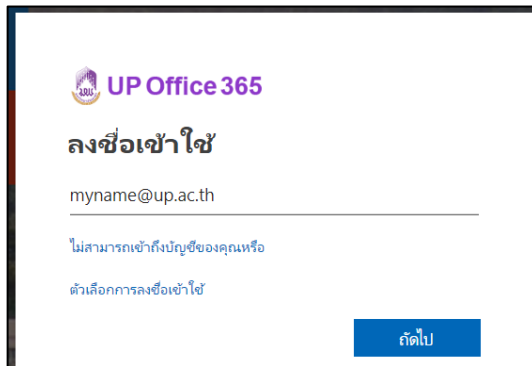 UP Office 365
ลงชื่อเข้าใช้
myname@up.ac.th
ไม่สามารถเข้าถึงบัญชีของคุณหรือ
ตัวเลือกการลงชื่อเข้าใช้
ถัดไป